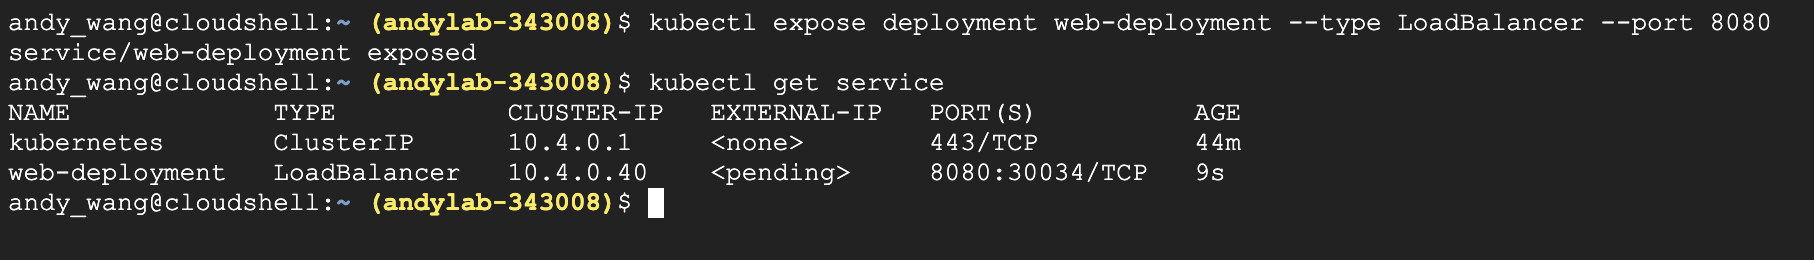 andy_wang@cloudshell:~ (andylab-343008)$ kubectl expose deployment web-deployment --type LoadBalancer --port 8080
service/web-deployment exposed
andy_wang@cloudshell:~ (andylab-343008)$ kubectl get service
NAME             TYPE           CLUSTER-IP   EXTERNAL-IP   PORT(S)          AGE
kubernetes       ClusterIP      10.4.0.1     <none>        443/TCP          44m
web-deployment   LoadBalancer   10.4.0.40    <pending>     8080:30034/TCP   9s
andy_wang@cloudshell:~ (andylab-343008)$